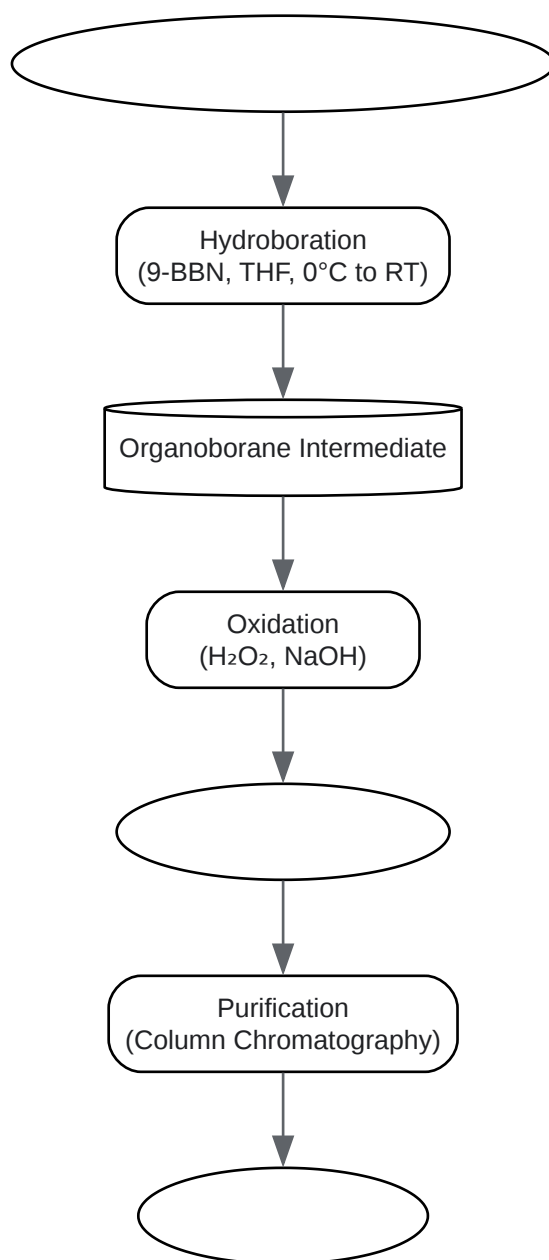 Hydroboration
(9-BBN, THF, 0°C to RT)
Organoborane Intermediate
Oxidation
(H₂O₂, NaOH)
Purification
(Column Chromatography)